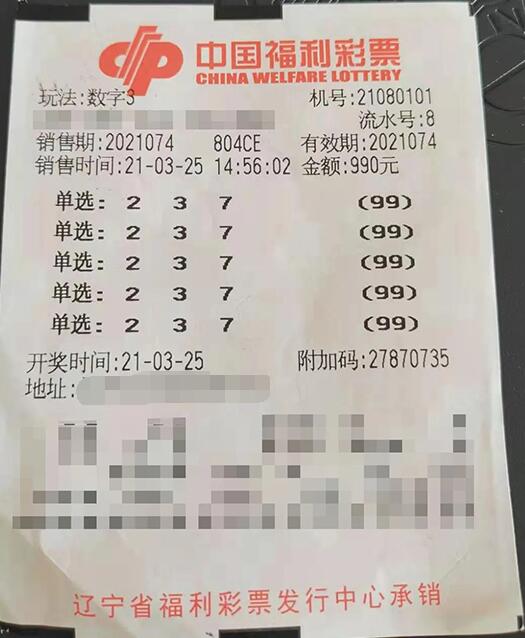 中国福利彩票
CHINA WELFARE LOTTERY
玩法:数字3 机号:21080101
流水号:8
销售期:2021074 804CE 有效期:2021074
销售时间:21-03-25 14:56:02 金额:990元
单选: 2 3 7 (99)
单选: 2 3 7 (99)
单选: 2 3 7 (99)
单选: 2 3 7 (99)
单选: 2 3 7 (99)
开奖时间:21-03-25 附加码:27870735
地址:
辽宁省福利彩票发行中心承销